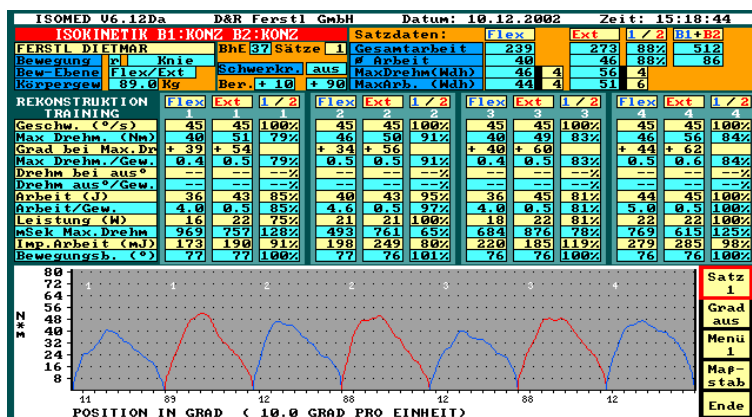 ISOMED V6.12Da D&R Ferstl GmbH Datum: 10.12.2002 Zeit: 15:18:44
ISOKINETIK B1:KONZ B2:KONZ Satzdaten: Flex Ext 1 / 2 B1+B2
FERSTL DIETMAR BhE 37 Sätze 1 Gesamtarbeit 239 273 88% 512
Bewegung r Knie ø Arbeit 40 46 88% 86
Bew-Ebene Flex/Ext Schwerkr. aus MaxDrehm(Wdh) 46 4 56 4
Körpergew 89.0 Kg Ber. + 10 + 90 MaxArb. (Wdh) 44 4 51 6
REKONSTRUKTION Flex Ext 1 / 2 Flex Ext 1 / 2 Flex Ext 1 / 2 Flex Ext 1 / 2
TRAINING 1 1 2 2 3 3 4 4
Geschw. (°/s) 45 45 100% 45 45 100% 45 45 100% 45 45 100%
Max Drehm. (Nm) 40 51 79% 46 50 91% 40 49 83% 46 56 84%
Grad bei Max.Dr + 39 + 54 + 34 + 56 + 40 + 60 + 44 + 62
Max Drehm./Gew. 0.4 0.5 79% 0.5 0.5 91% 0.4 0.5 83% 0.5 0.6 84%
Drehm bei aus° -- -- --% -- -- --% -- -- --% -- -- --%
Drehm aus°/Gew. -- -- --% -- -- --% -- -- --% -- -- --%
Arbeit (J) 36 43 85% 40 43 95% 36 45 81% 44 45 100%
Arbeit/Gew. 4.0 0.5 85% 4.6 0.5 97% 4.0 0.5 81% 5.0 0.5 100%
Leistung (W) 16 22 75% 21 21 100% 18 22 81% 22 22 100%
mSek Max.Drehm 969 757 128% 493 761 65% 684 876 78% 769 615 125%
Imp.Arbeit (mJ) 173 190 91% 198 249 80% 220 185 119% 279 285 98%
Bewegungsb. (°) 77 77 100% 77 76 101% 76 76 100% 76 76 100%
80
72
64
56
48
40
32
24
16
8
N*M
1 1 2 2 3 3 4
11 89 12 88 12 88 12
POSITION IN GRAD ( 10.0 GRAD PRO EINHEIT)
Satz
1
Grad
aus
Menü
1
Maß-
stab
Ende